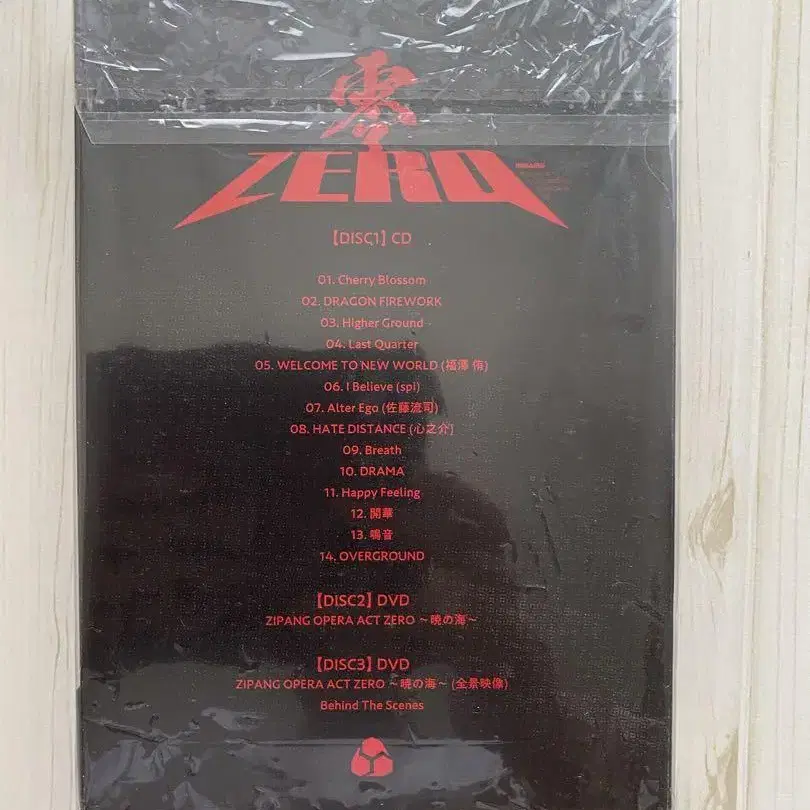 零
ZERO
【DISC1】CD
01. Cherry Blossom
02. DRAGON FIREWORK
03. Higher Ground
04. Last Quarter
05. WELCOME TO NEW WORLD (福澤 侑)
06. I Believe (spi)
07. Alter Ego (佐藤流司)
08. HATE DISTANCE (心之介)
09. Breath
10. DRAMA
11. Happy Feeling
12. 開華
13. 鳴音
14. OVERGROUND
【DISC2】DVD
ZIPANG OPERA ACT ZERO ～暁の海～
【DISC3】DVD
ZIPANG OPERA ACT ZERO ～暁の海～ (全景映像)
Behind The Scenes